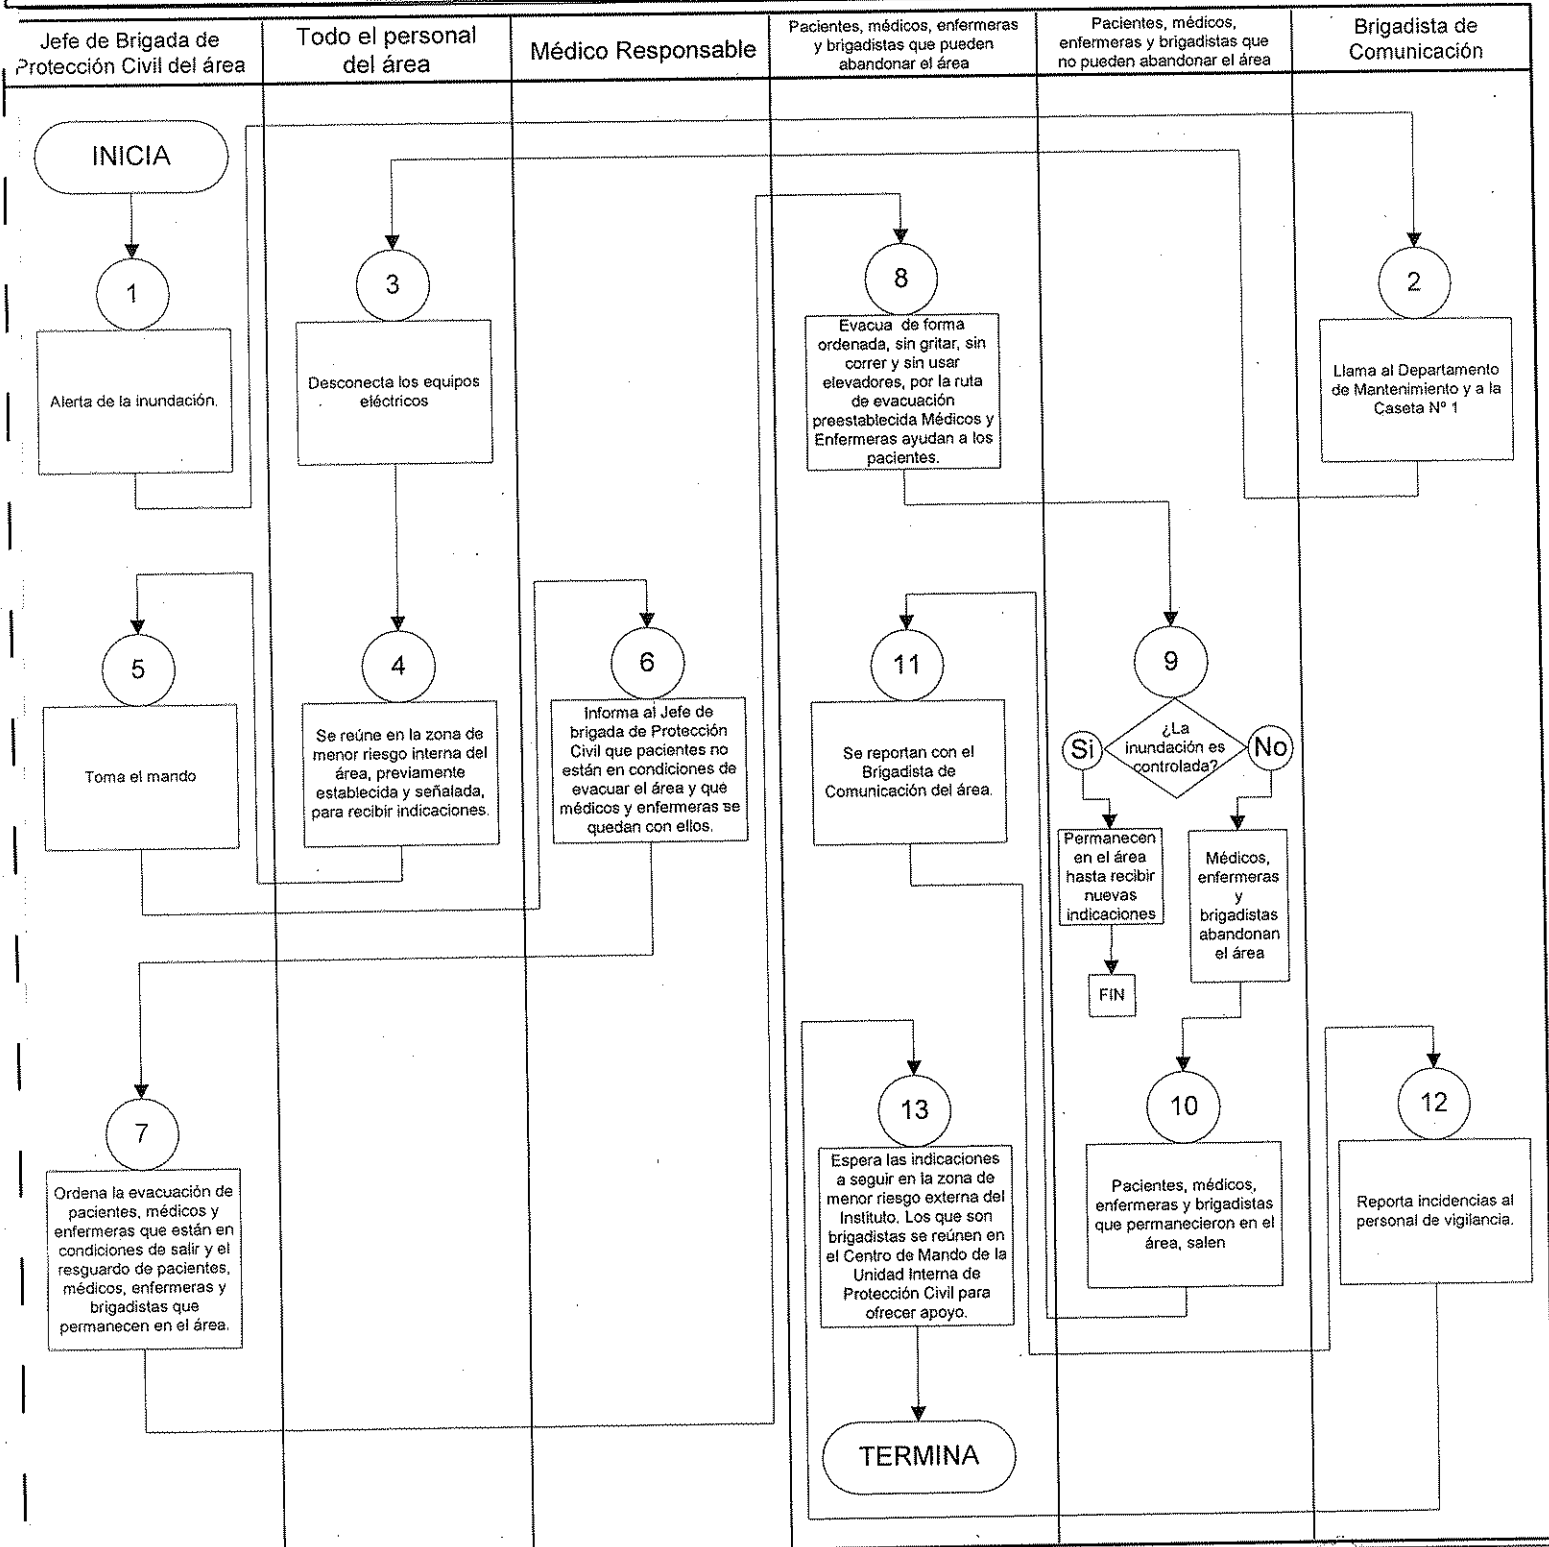 Jefe de Brigada de
Protección Civil del área
Todo el personal
del área
Médico Responsable
Pacientes, médicos, enfermeras
y brigadistas que pueden
abandonar el área
Pacientes, médicos,
enfermeras y brigadistas que
no pueden abandonar el área
Brigadista de
Comunicación
INICIA
1
Alerta de la inundación.
2
Llama al Departamento
de Mantenimiento y a la
Caseta Nº 1
3
Desconecta los equipos
eléctricos
4
Se reúne en la zona de
menor riesgo interna del
área, previamente
establecida y señalada,
para recibir indicaciones.
5
Toma el mando
6
Informa al Jefe de
brigada de Protección
Civil que pacientes no
están en condiciones de
evacuar el área y qué
médicos y enfermeras se
quedan con ellos.
7
Ordena la evacuación de
pacientes, médicos y
enfermeras que están en
condiciones de salir y el
resguardo de pacientes,
médicos, enfermeras y
brigadistas que
permanecen en el área.
8
Evacua de forma
ordenada, sin gritar, sin
correr y sin usar
elevadores, por la ruta
de evacuación
preestablecida Médicos y
Enfermeras ayudan a los
pacientes.
9
¿La
inundación es
controlada?
Si
No
Permanecen
en el área
hasta recibir
nuevas
indicaciones
FIN
Médicos,
enfermeras
y
brigadistas
abandonan
el área
10
Pacientes, médicos,
enfermeras y brigadistas
que permanecieron en el
área, salen
11
Se reportan con el
Brigadista de
Comunicación del área.
12
Reporta incidencias al
personal de vigilancia.
13
Espera las indicaciones
a seguir en la zona de
menor riesgo externa del
Instituto. Los que son
brigadistas se reúnen en
el Centro de Mando de la
Unidad Interna de
Protección Civil para
ofrecer apoyo.
TERMINA